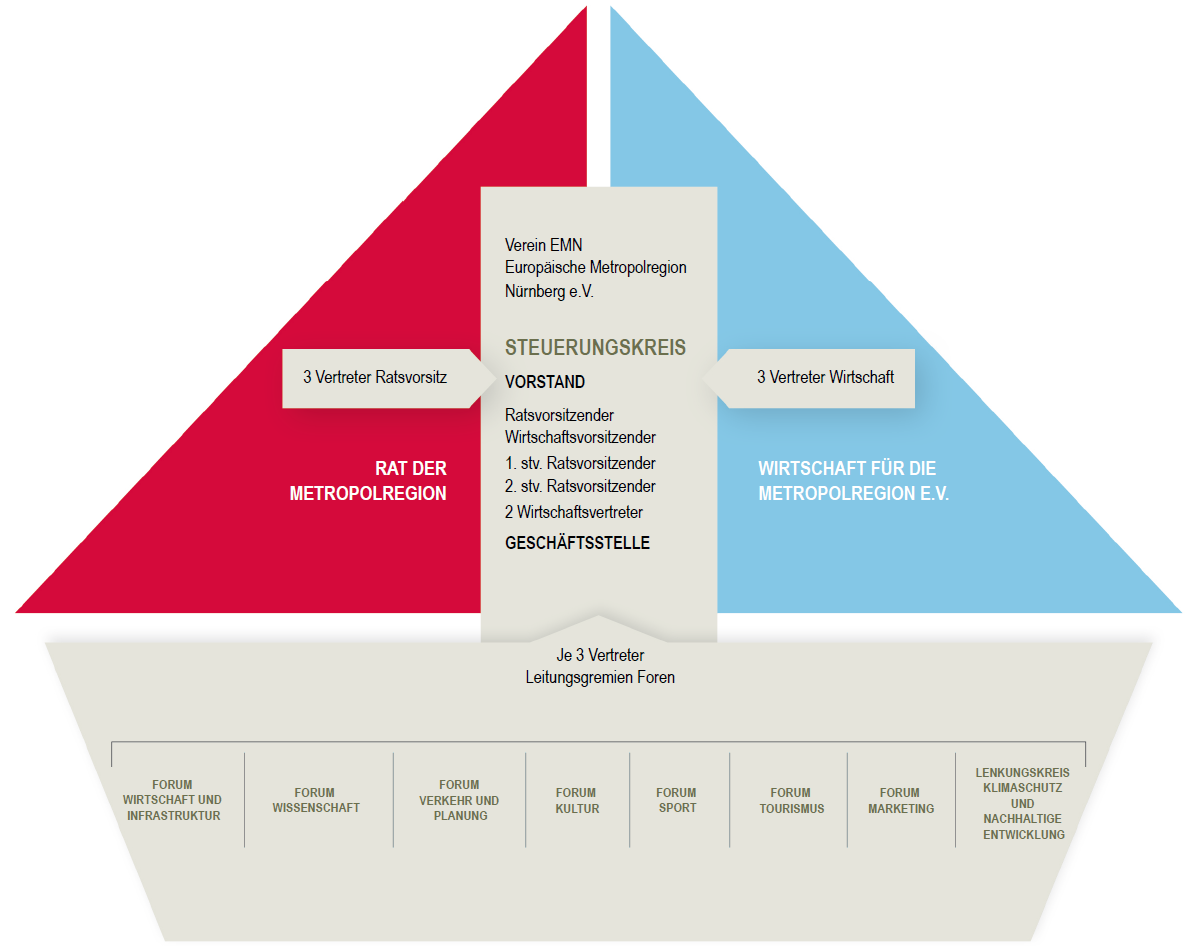 Verein EMN
Europäische Metropolregion
Nürnberg e.V.
STEUERUNGSKREIS
VORSTAND
Ratsvorsitzender
Wirtschaftsvorsitzender
1. stv. Ratsvorsitzender
2. stv. Ratsvorsitzender
2 Wirtschaftsvertreter
GESCHÄFTSSTELLE
3 Vertreter Ratsvorsitz
3 Vertreter Wirtschaft
RAT DER
METROPOLREGION
WIRTSCHAFT FÜR DIE
METROPOLREGION E.V.
Je 3 Vertreter
Leitungsgremien Foren
FORUM
WIRTSCHAFT UND
INFRASTRUKTUR
FORUM
WISSENSCHAFT
FORUM
VERKEHR UND
PLANUNG
FORUM
KULTUR
FORUM
SPORT
FORUM
TOURISMUS
FORUM
MARKETING
LENKUNGSKREIS
KLIMASCHUTZ
UND
NACHHALTIGE
ENTWICKLUNG